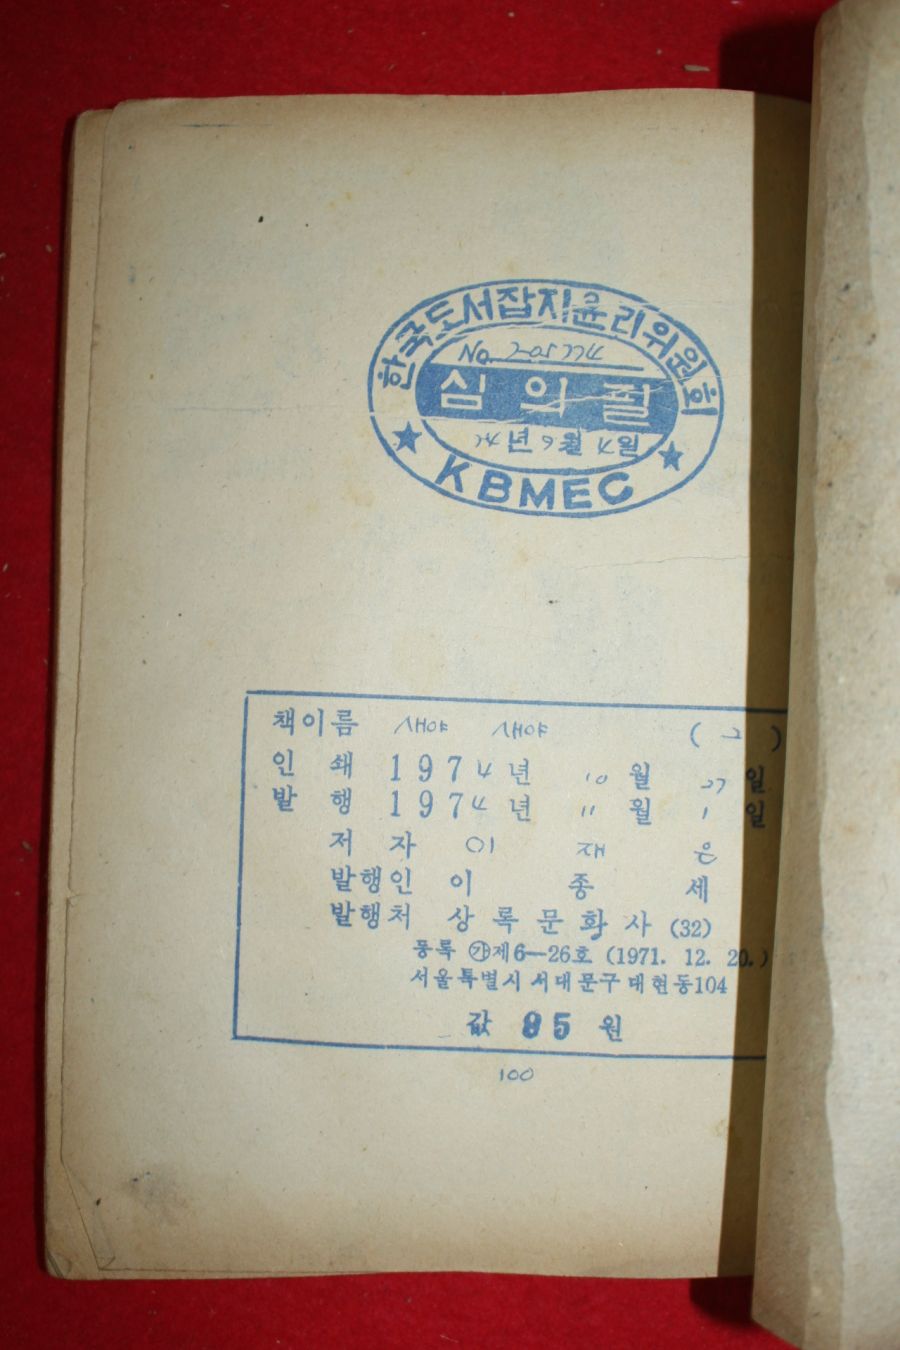 한국도서잡지윤리위원회
No. 205774
심의필
74년 6월 4일
KBMEC
책이름 새야 새야 (그)
인쇄 1974년 10월 27일
발행 1974년 11월 1일
저자 이재은
발행인 이종세
발행처 상록문화사 (32)
등록 ㉮제6—26호 (1971. 12. 20.)
서울특별시 서대문구 대현동104
값 95 원
100